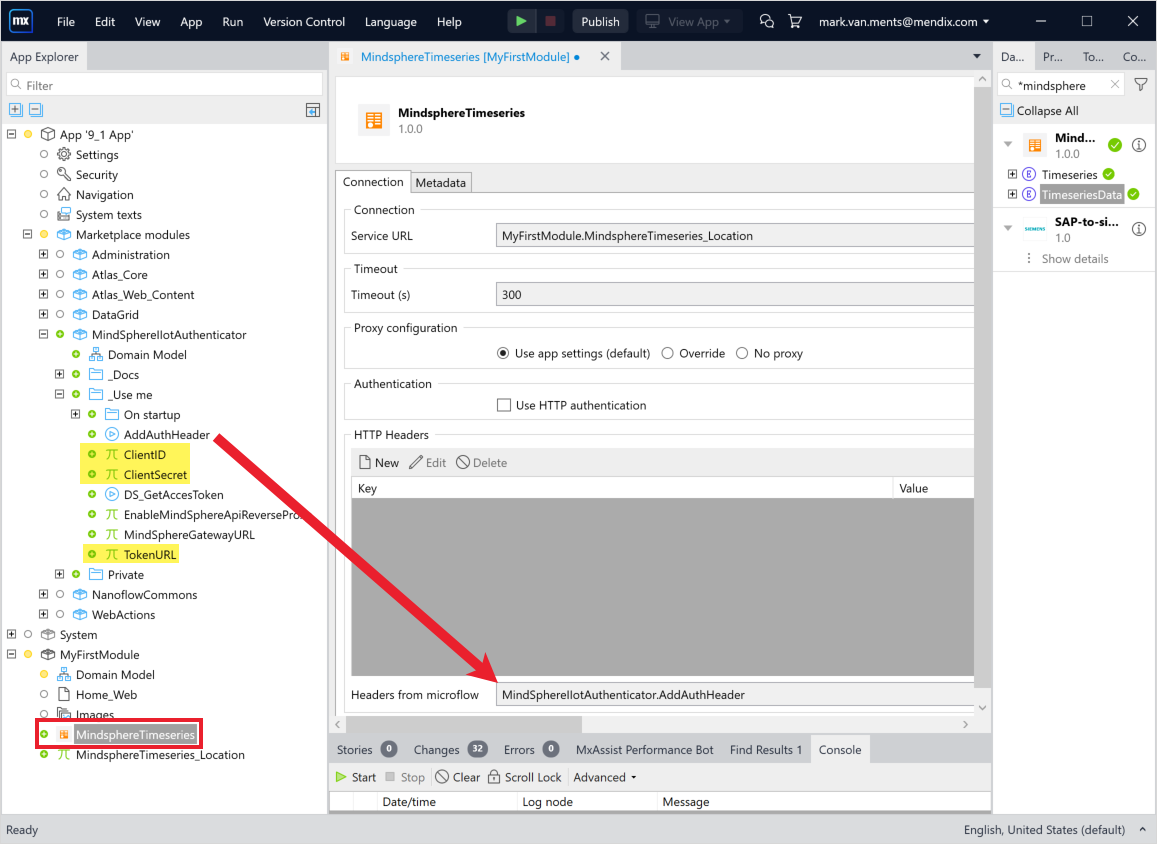 mx File Edit View App Run Version Control Language Help Publish View App mark.van.ments@mendix.com
App Explorer
Filter
App '9_1 App'
Settings
Security
Navigation
System texts
Marketplace modules
Administration
Atlas_Core
Atlas_Web_Content
DataGrid
MindSphereIIotAuthenticator
Domain Model
_Docs
_Use me
On startup
AddAuthHeader
ClientID
ClientSecret
DS_GetAccesToken
EnableMindSphereApiReversePro
MindSphereGatewayURL
TokenURL
Private
NanoflowCommons
WebActions
System
MyFirstModule
Domain Model
Home_Web
Images
MindsphereTimeseries
MindsphereTimeseries_Location
MindsphereTimeseries [MyFirstModule]
MindsphereTimeseries
1.0.0
Connection Metadata
Connection
Service URL MyFirstModule.MindsphereTimeseries_Location
Timeout
Timeout (s) 300
Proxy configuration
Use app settings (default) Override No proxy
Authentication
Use HTTP authentication
HTTP Headers
New Edit Delete
Key Value
Headers from microflow MindSphereIIotAuthenticator.AddAuthHeader
Stories 0 Changes 32 Errors 0 MxAssist Performance Bot Find Results 1 Console
Start Stop Clear Scroll Lock Advanced
Date/time Log node Message
Da... Pr... To... Co...
*mindsphere
Collapse All
Mind...
1.0.0
Timeseries
TimeseriesData
SIEMENS SAP-to-si...
1.0
Show details
Ready English, United States (default)